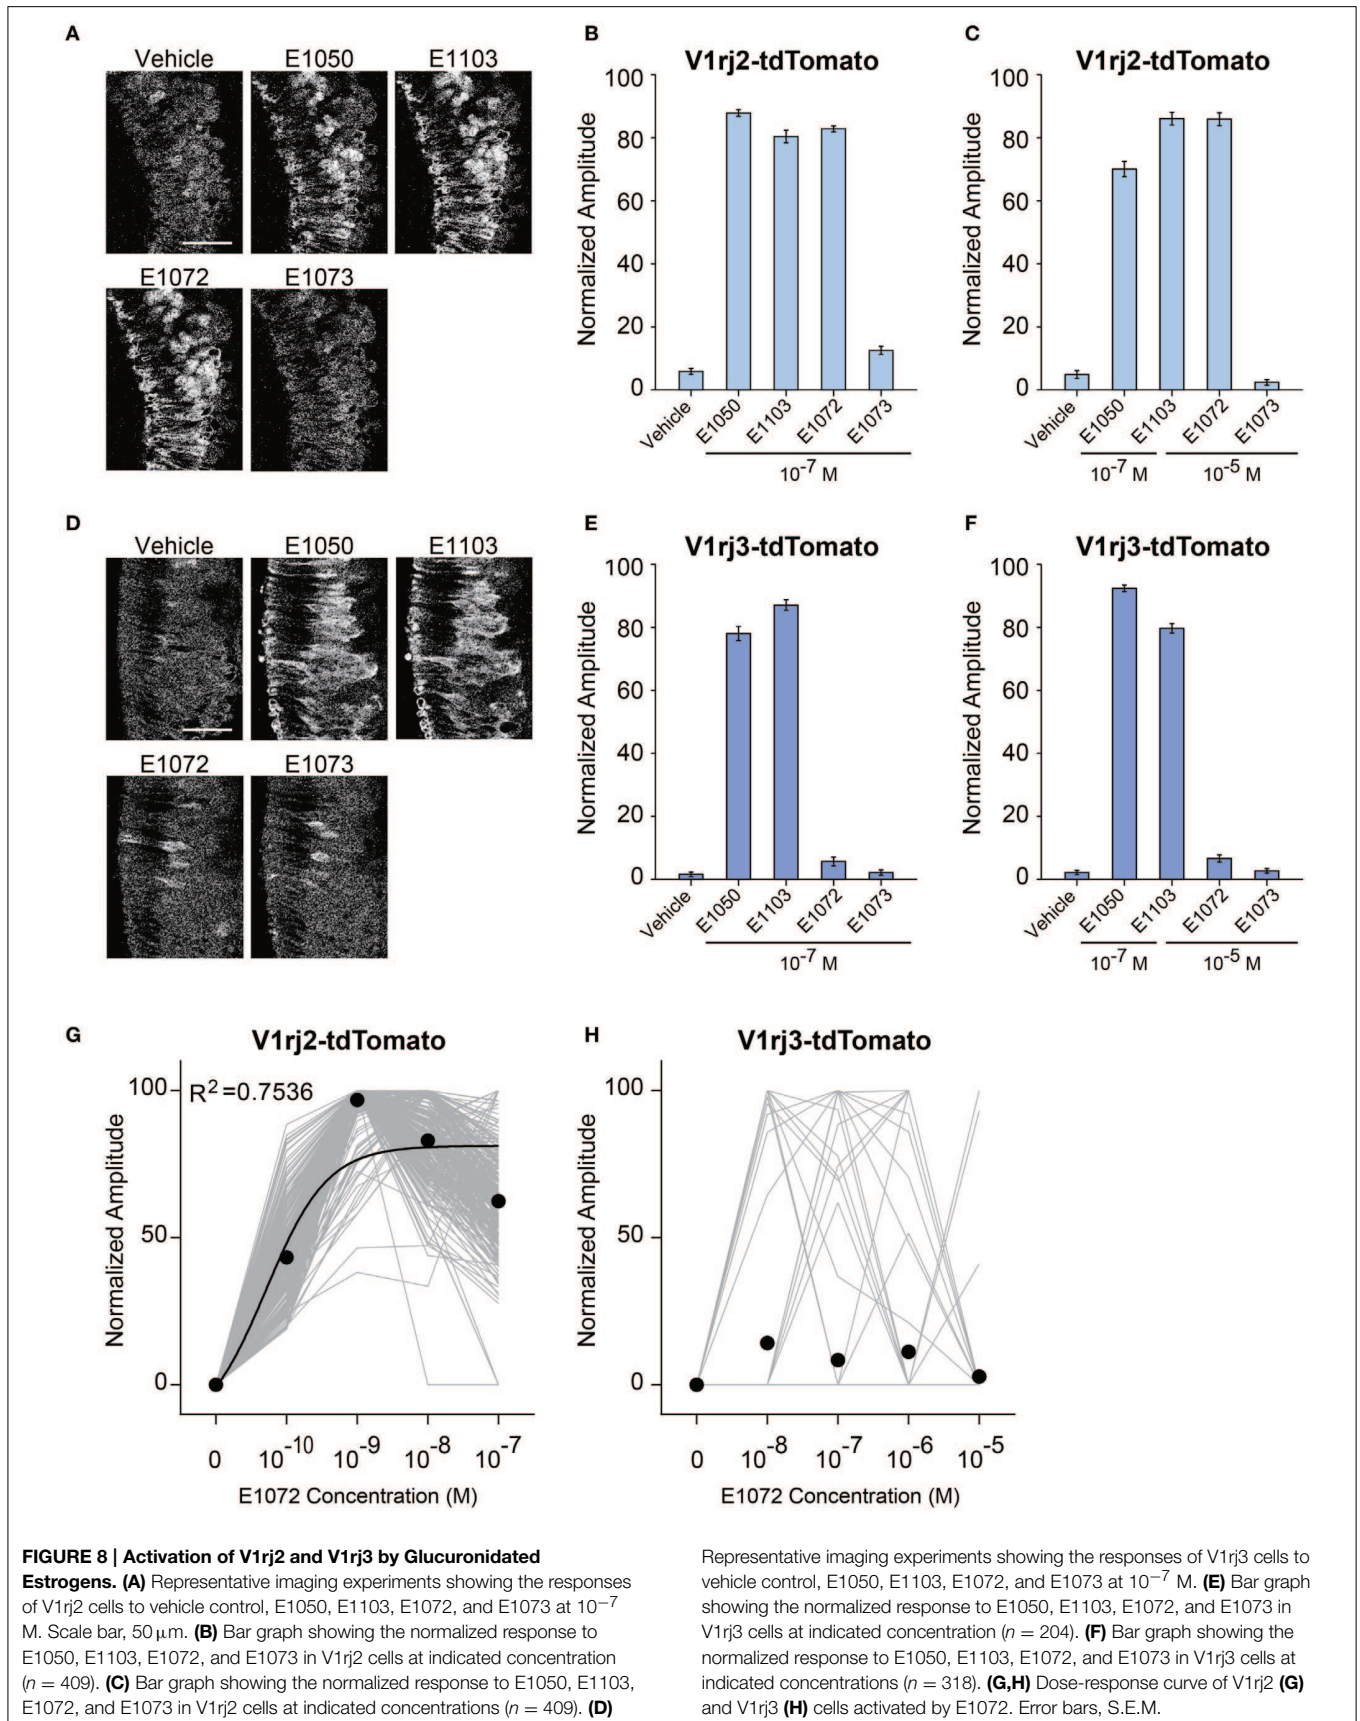 A
Vehicle E1050 E1103
E1072 E1073
B
V1rj2-tdTomato
Normalized Amplitude
100
80
60
40
20
0
Vehicle E1050 E1103 E1072 E1073
10⁻⁷ M
C
V1rj2-tdTomato
Normalized Amplitude
100
80
60
40
20
0
Vehicle E1050 E1103 E1072 E1073
10⁻⁷ M 10⁻⁵ M
D
Vehicle E1050 E1103
E1072 E1073
E
V1rj3-tdTomato
Normalized Amplitude
100
80
60
40
20
0
Vehicle E1050 E1103 E1072 E1073
10⁻⁷ M
F
V1rj3-tdTomato
Normalized Amplitude
100
80
60
40
20
0
Vehicle E1050 E1103 E1072 E1073
10⁻⁷ M 10⁻⁵ M
G
V1rj2-tdTomato
R²=0.7536
Normalized Amplitude
100
50
0
0 10⁻¹⁰ 10⁻⁹ 10⁻⁸ 10⁻⁷
E1072 Concentration (M)
H
V1rj3-tdTomato
Normalized Amplitude
100
50
0
0 10⁻⁸ 10⁻⁷ 10⁻⁶ 10⁻⁵
E1072 Concentration (M)
FIGURE 8 | Activation of V1rj2 and V1rj3 by Glucuronidated
Estrogens. (A) Representative imaging experiments showing the responses
of V1rj2 cells to vehicle control, E1050, E1103, E1072, and E1073 at 10⁻⁷
M. Scale bar, 50 μm. (B) Bar graph showing the normalized response to
E1050, E1103, E1072, and E1073 in V1rj2 cells at indicated concentration
(n = 409). (C) Bar graph showing the normalized response to E1050, E1103,
E1072, and E1073 in V1rj2 cells at indicated concentrations (n = 409). (D)
Representative imaging experiments showing the responses of V1rj3 cells to
vehicle control, E1050, E1103, E1072, and E1073 at 10⁻⁷ M. (E) Bar graph
showing the normalized response to E1050, E1103, E1072, and E1073 in
V1rj3 cells at indicated concentration (n = 204). (F) Bar graph showing the
normalized response to E1050, E1103, E1072, and E1073 in V1rj3 cells at
indicated concentrations (n = 318). (G,H) Dose-response curve of V1rj2 (G)
and V1rj3 (H) cells activated by E1072. Error bars, S.E.M.